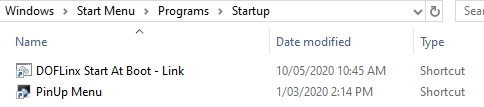 Windows > Start Menu > Programs > Startup
Name Date modified Type
DOFLinx Start At Boot - Link 10/05/2020 10:45 AM Shortcut
PinUp Menu 1/03/2020 2:14 PM Shortcut